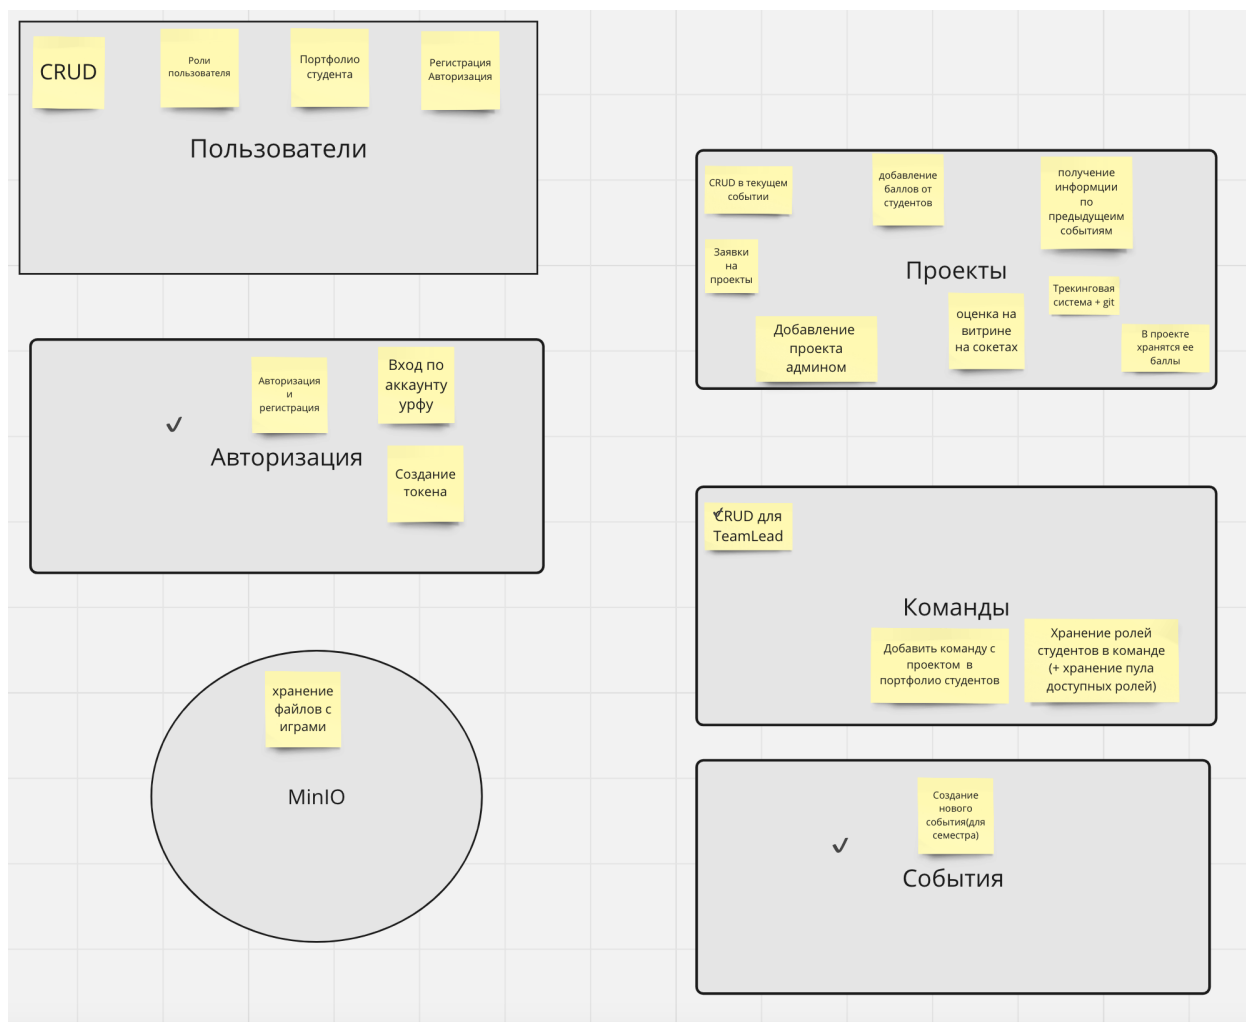 CRUD
Роли
пользователя
Портфолио
студента
Регистрация
Авторизация
Пользователи
CRUD в текущем
событии
добавление
баллов от
студентов
получение
информции
по
предыдущеим
событиям
Заявки
на
проекты
Проекты
Трекинговая
система + git
Добавление
проекта
админом
оценка на
витрине
на сокетах
В проекте
хранятся ее
баллы
Авторизация
и
регистрация
Вход по
аккаунту
урфу
✓
Авторизация
Создание
токена
✓
CRUD для
TeamLead
Команды
Добавить команду с
проектом в
портфолио студентов
Хранение ролей
студентов в команде
(+ хранение пула
доступных ролей)
хранение
файлов с
играми
MinIO
Создание
нового
события(для
семестра)
✓
События